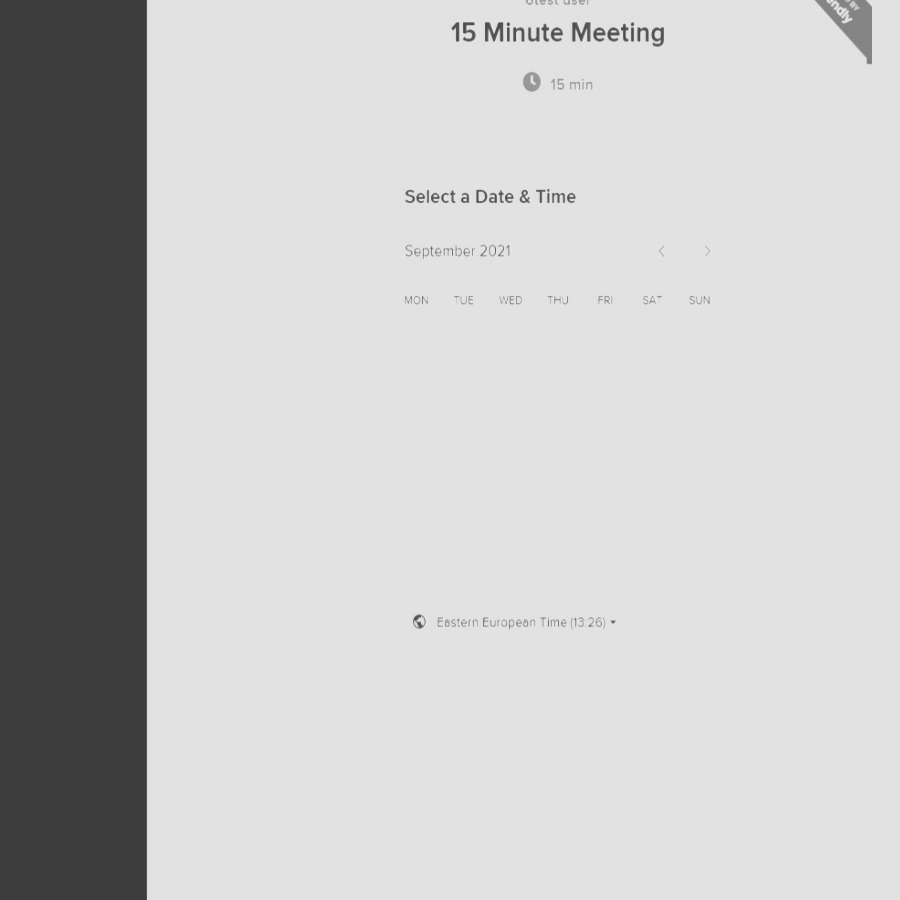 15 Minute Meeting
15 min
Select a Date & Time
September 2021
MON TUE WED THU FRI SAT SUN
Eastern European Time (13:26)